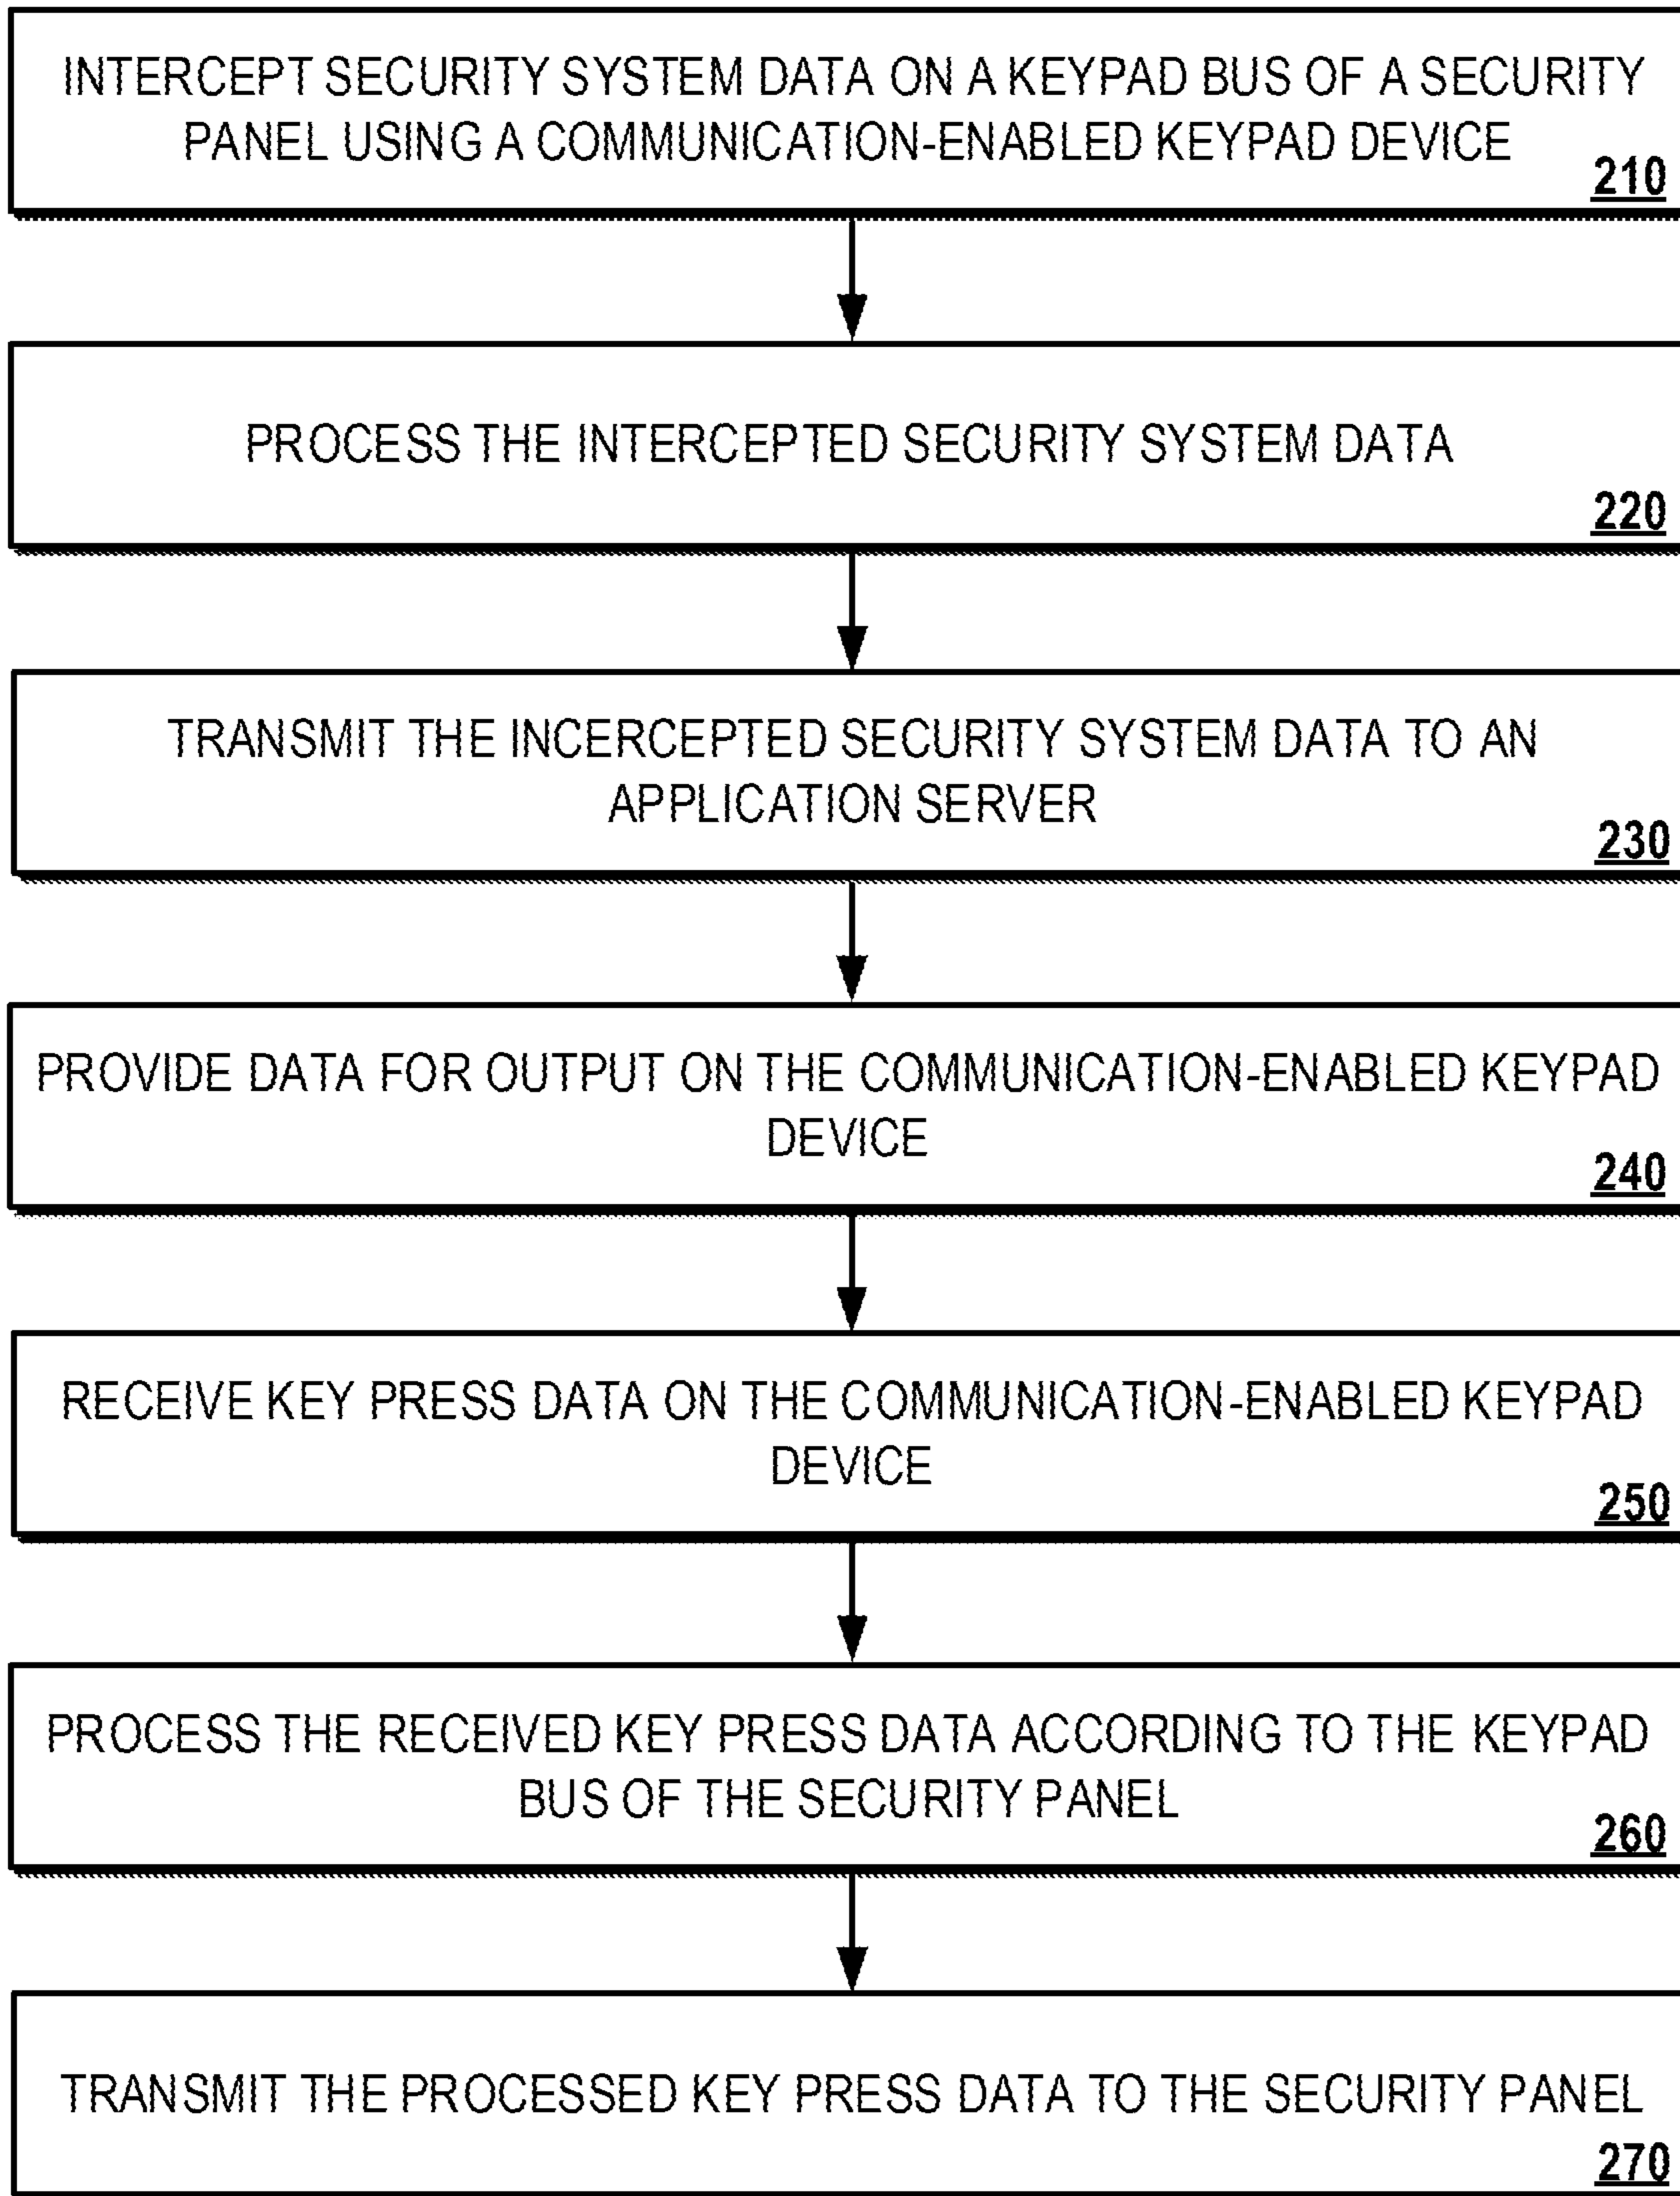 INTERCEPT SECURITY SYSTEM DATA ON A KEYPAD BUS OF A SECURITY
PANEL USING A COMMUNICATION-ENABLED KEYPAD DEVICE
210
PROCESS THE INTERCEPTED SECURITY SYSTEM DATA
220
TRANSMIT THE INCERCEPTED SECURITY SYSTEM DATA TO AN
APPLICATION SERVER
230
PROVIDE DATA FOR OUTPUT ON THE COMMUNICATION-ENABLED KEYPAD
DEVICE
240
RECEIVE KEY PRESS DATA ON THE COMMUNICATION-ENABLED KEYPAD
DEVICE
250
PROCESS THE RECEIVED KEY PRESS DATA ACCORDING TO THE KEYPAD
BUS OF THE SECURITY PANEL
260
TRANSMIT THE PROCESSED KEY PRESS DATA TO THE SECURITY PANEL
270